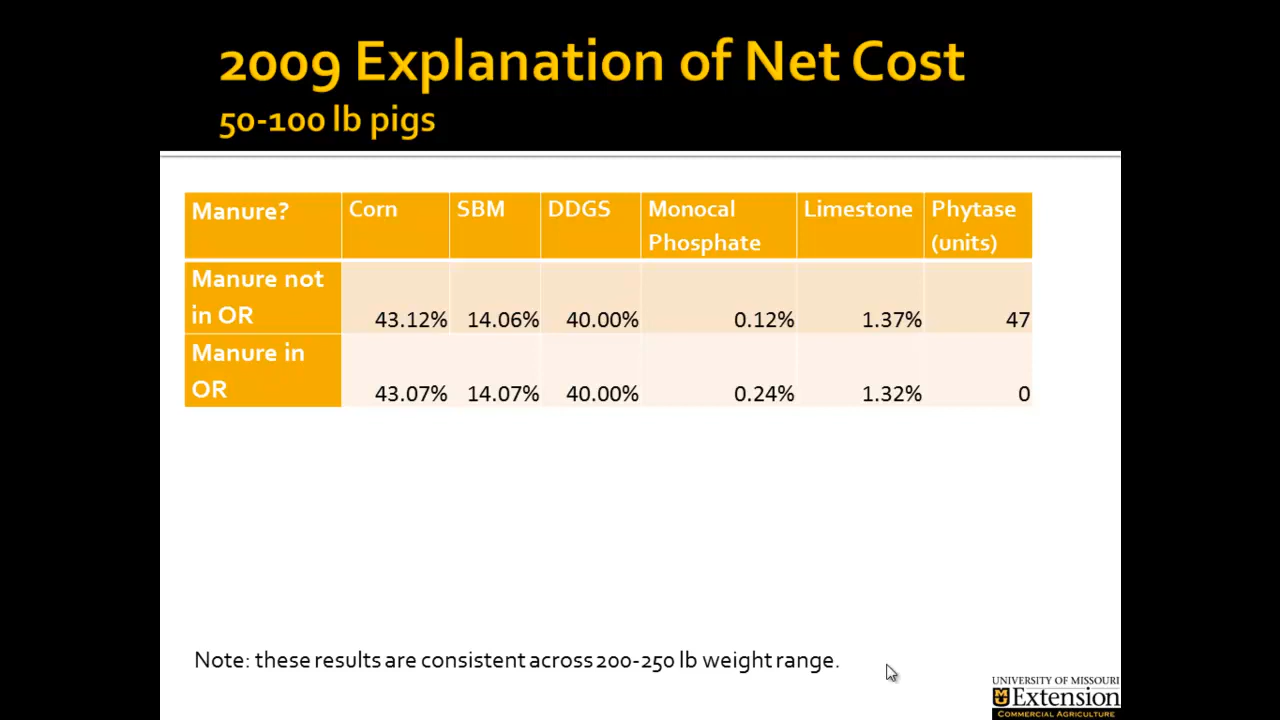 2009 Explanation of Net Cost
50-100 lb pigs
Manure? Corn SBM DDGS Monocal Phosphate Limestone Phytase (units)
Manure not in OR 43.12% 14.06% 40.00% 0.12% 1.37% 47
Manure in OR 43.07% 14.07% 40.00% 0.24% 1.32% 0
Note: these results are consistent across 200-250 lb weight range.
UNIVERSITY OF MISSOURI
MU Extension
COMMERCIAL AGRICULTURE